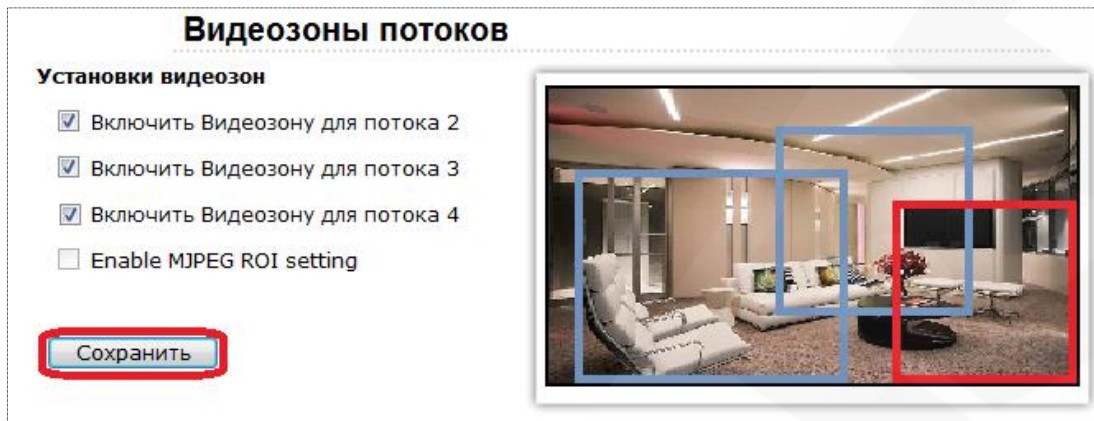 Видеозоны потоков
Установки видеозон
Включить Видеозону для потока 2
Включить Видеозону для потока 3
Включить Видеозону для потока 4
Enable MJPEG ROI setting
Сохранить